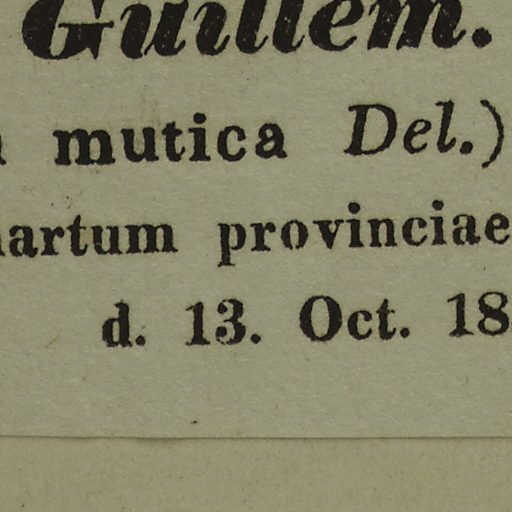 Guillem.
mutica Del.)
artum provinciae
d. 13. Oct. 18